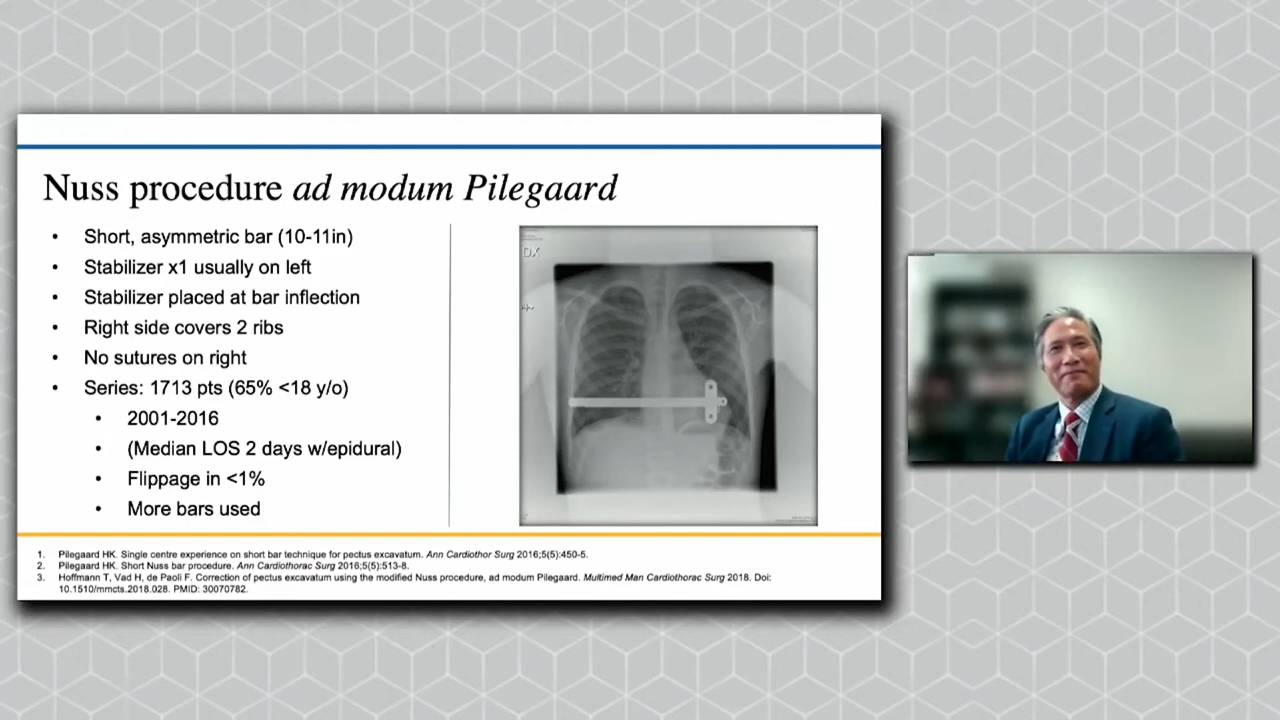 Nuss procedure ad modum Pilegaard
• Short, asymmetric bar (10-11in)
• Stabilizer x1 usually on left
• Stabilizer placed at bar inflection
• Right side covers 2 ribs
• No sutures on right
• Series: 1713 pts (65% <18 y/o)
• 2001-2016
• (Median LOS 2 days w/epidural)
• Flippage in <1%
• More bars used
DX
1. Pilegaard HK. Single centre experience on short bar technique for pectus excavatum. Ann Cardiothor Surg 2016;5(5):450-5.
2. Pilegaard HK. Short Nuss bar procedure. Ann Cardiothorac Surg 2016;5(5):513-8.
3. Hoffmann T, Vad H, de Paoli F. Correction of pectus excavatum using the modified Nuss procedure, ad modum Pilegaard. Multimed Man Cardiothorac Surg 2018. Doi:
10.1510/mmcts.2018.028. PMID: 30070782.